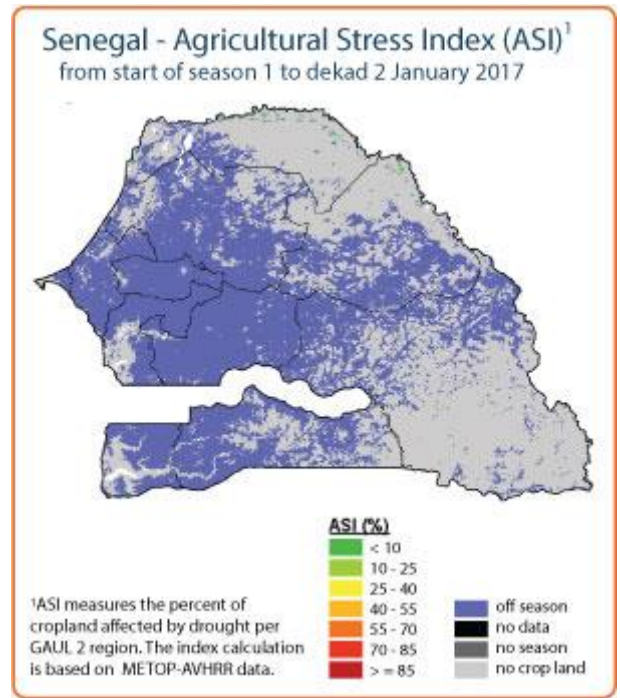 Senegal - Agricultural Stress Index (ASI)¹
from start of season 1 to dekad 2 January 2017
ASI (%)
< 10
10 - 25
25 - 40
40 - 55
55 - 70
70 - 85
> = 85
off season
no data
no season
no crop land
¹ASI measures the percent of
cropland affected by drought per
GAUL 2 region. The index calculation
is based on METOP-AVHRR data.